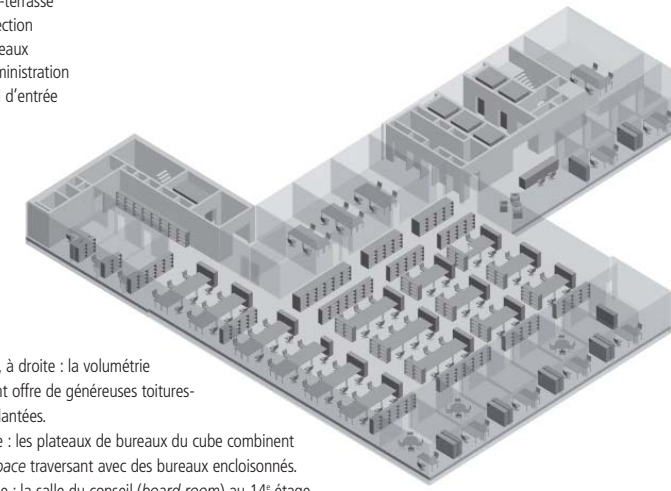 -terrasse
ection
eaux
ministration
d'entrée
, à droite : la volumétrie
nt offre de généreuses toitures-
lantées.
e : les plateaux de bureaux du cube combinent
pace traversant avec des bureaux encloisonnés.
e : la salle du conseil (board room) au 14e étage